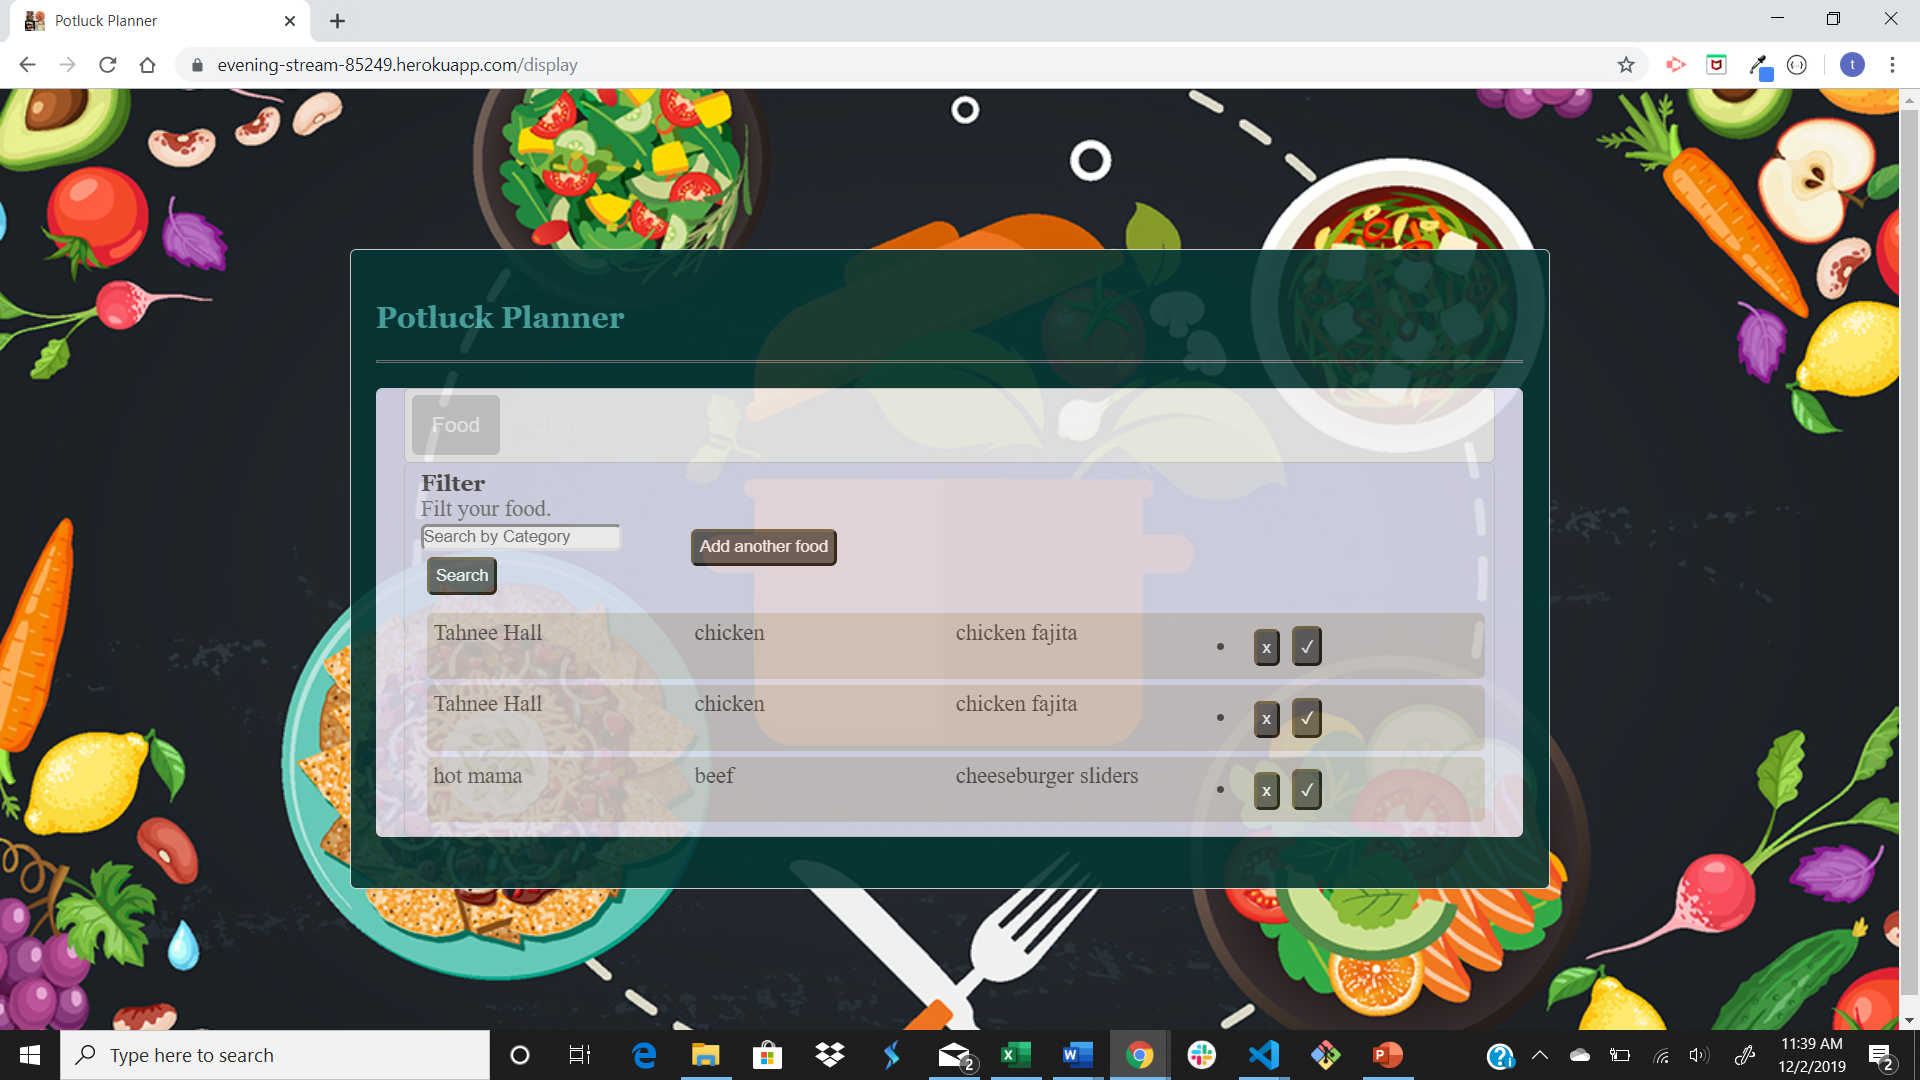 Potluck Planner
evening-stream-85249.herokuapp.com/display
t
Potluck Planner
Food
Filter
Filt your food.
Search by Category
Add another food
Search
Tahnee Hall chicken chicken fajita • x ✓
Tahnee Hall chicken chicken fajita • x ✓
hot mama beef cheeseburger sliders • x ✓
Type here to search
2
11:39 AM
12/2/2019
2